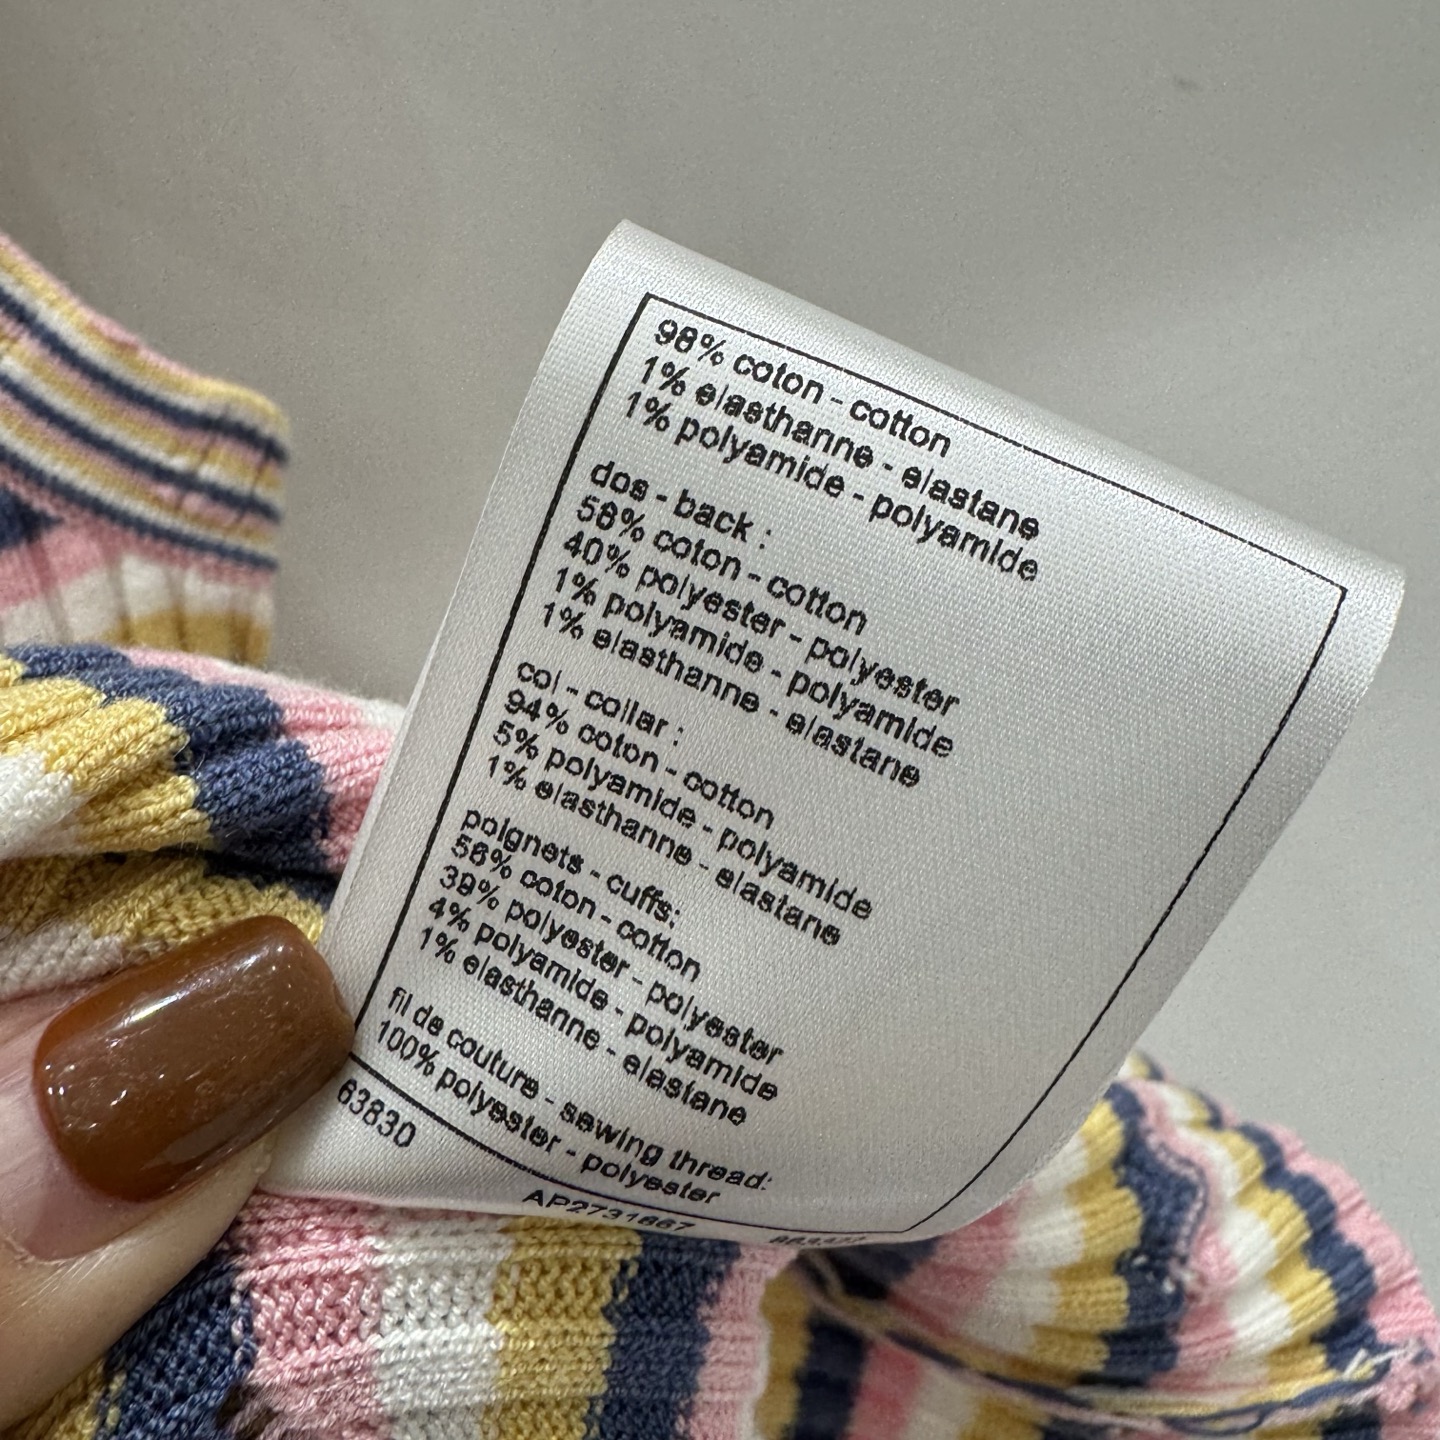 98% coton - cotton
1% elasthanne - elastane
1% polyamide - polyamide
dos - back :
58% coton - cotton
40% polyester - polyester
1% polyamide - polyamide
1% elasthanne - elastane
col - collar :
94% coton - cotton
5% polyamide - polyamide
1% elasthanne - elastane
poignets - cuffs:
56% coton - cotton
39% polyester - polyester
4% polyamide - polyamide
1% elasthanne - elastane
fil de couture - sewing thread:
100% polyester - polyester
63830
AP2731667